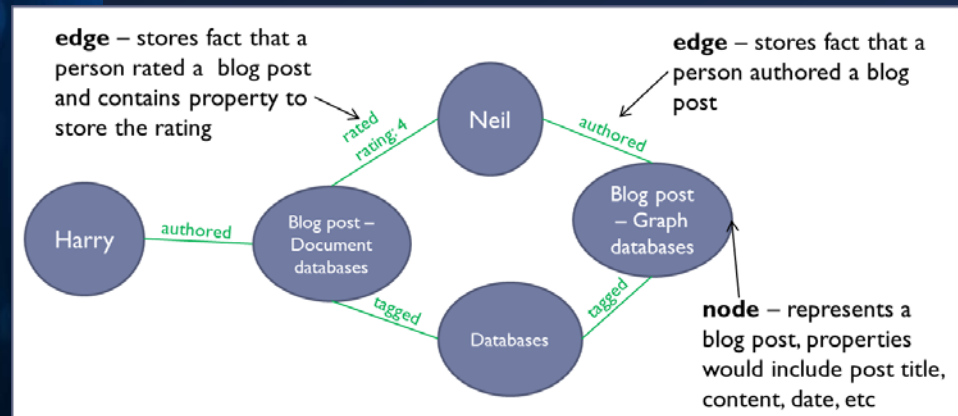 edge – stores fact that a
person rated a blog post
and contains property to
store the rating
edge – stores fact that a
person authored a blog
post
rated
rating: 4
Neil
authored
Harry
authored
Blog post –
Document
databases
Blog post
– Graph
databases
tagged
Databases
tagged
node – represents a
blog post, properties
would include post title,
content, date, etc